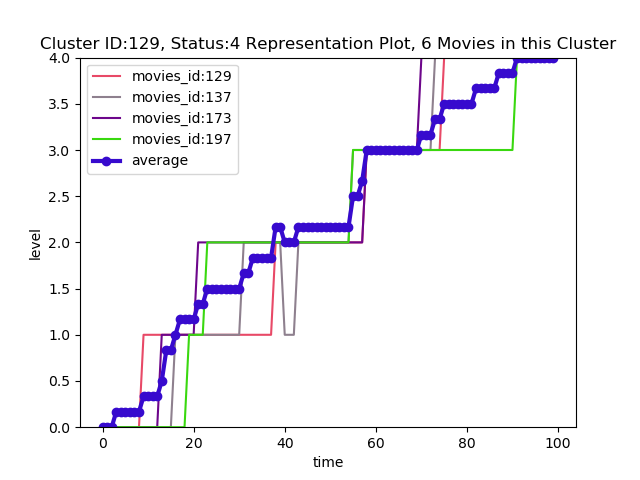 Cluster ID:129, Status:4 Representation Plot, 6 Movies in this Cluster
movies_id:129
movies_id:137
movies_id:173
movies_id:197
average
level
4.0
3.5
3.0
2.5
2.0
1.5
1.0
0.5
0.0
0
20
40
60
80
100
time